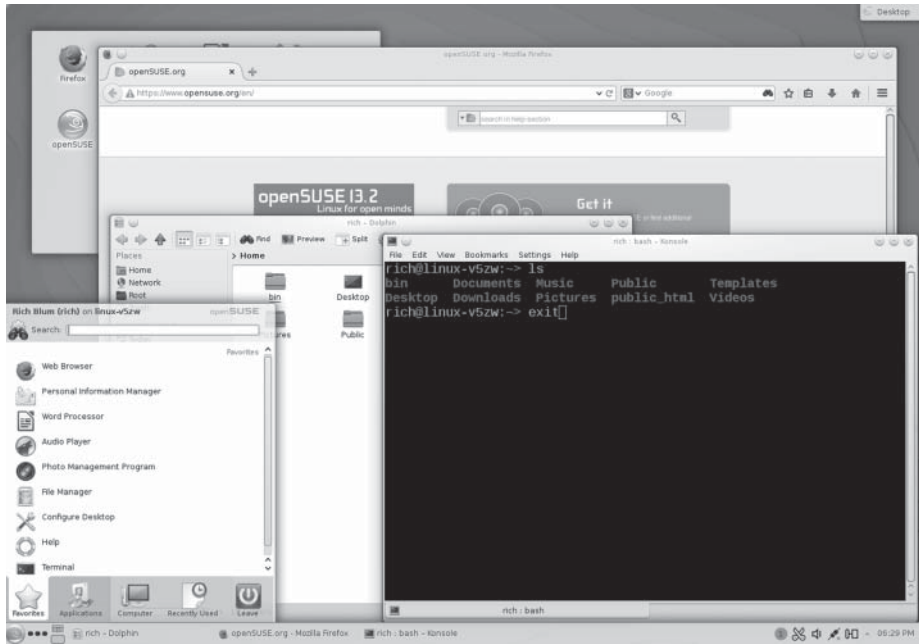 Desktop
Firefox
openSUSE
openSUSE.org - Mozilla Firefox
openSUSE.org
https://www.opensuse.org/en/
Google
search in help section
openSUSE 13.2
Linux for open minds
Get it
rich - Dolphin
Find Preview Split
Places
Home
Network
Root
> Home
bin
Desktop
Public
rich : bash - Konsole
File Edit View Bookmarks Settings Help
rich@linux-v5zw:~> ls
bin Documents Music Public Templates
Desktop Downloads Pictures public_html Videos
rich@linux-v5zw:~> exit
rich : bash
Rich Blum (rich) on linux-v5zw
openSUSE
Search:
Favorites
Web Browser
Personal Information Manager
Word Processor
Audio Player
Photo Management Program
File Manager
Configure Desktop
Help
Terminal
Favorites Applications Computer Recently Used Leave
rich - Dolphin
openSUSE.org - Mozilla Firefox
rich : bash - Konsole
09:29 PM